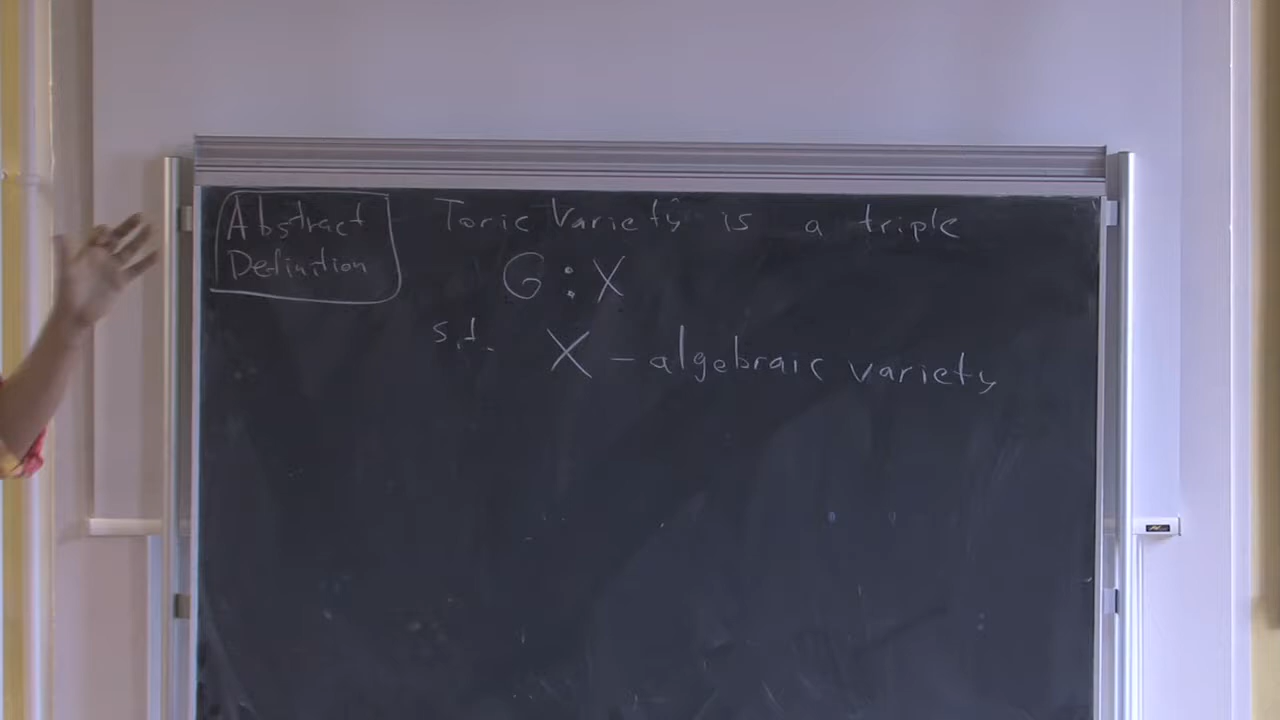 Abstract
Definition
Toric Variety is a triple
G : X
s.t. X – algebraic variety